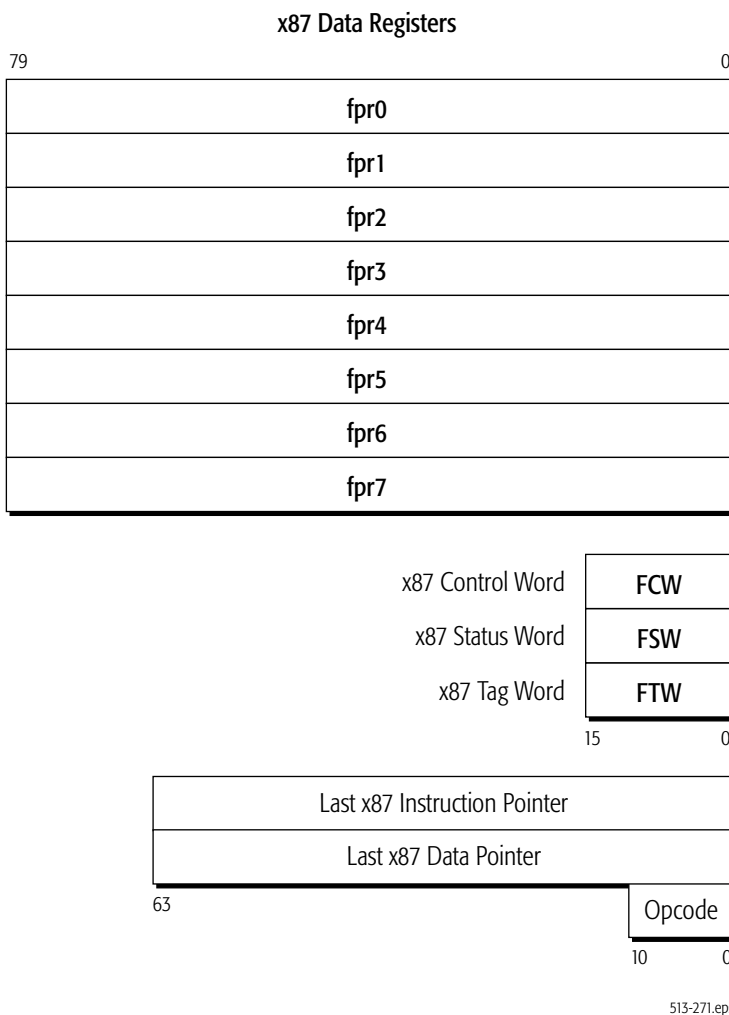 x87 Data Registers
79 0
fpr0
fpr1
fpr2
fpr3
fpr4
fpr5
fpr6
fpr7
x87 Control Word FCW
x87 Status Word FSW
x87 Tag Word FTW
15 0
Last x87 Instruction Pointer
Last x87 Data Pointer
63
Opcode
10 0
513-271.ep